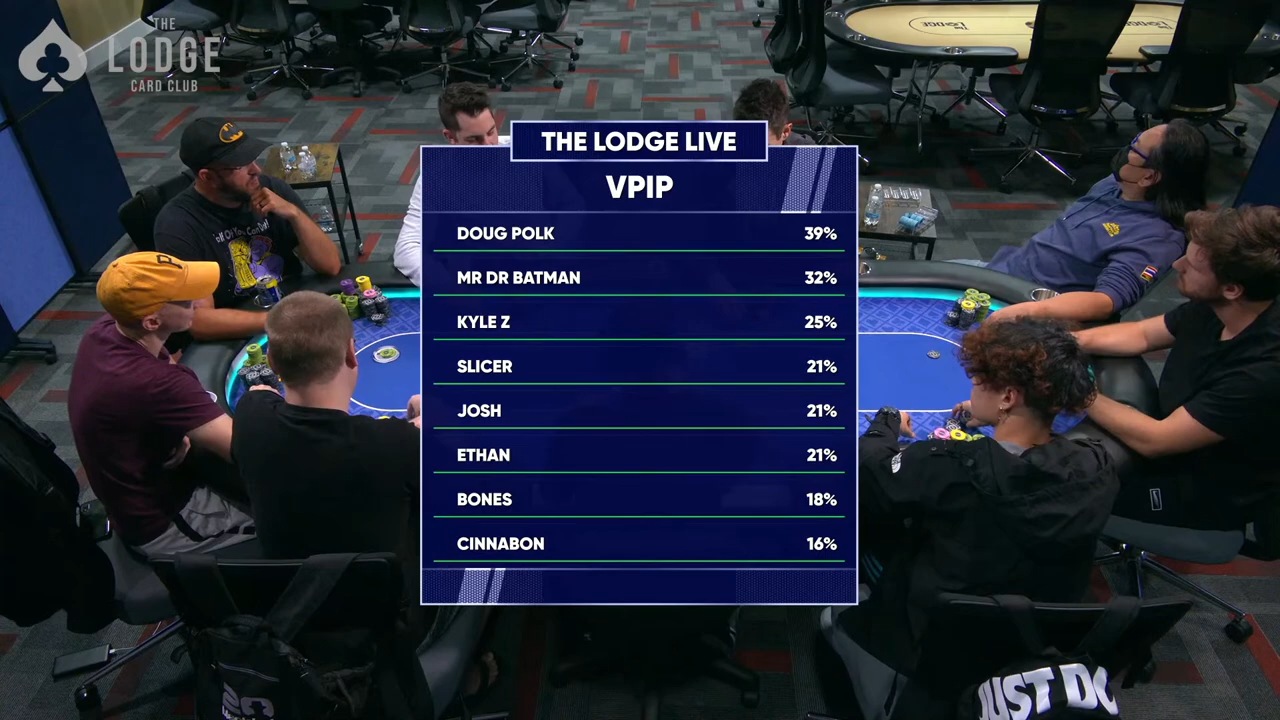 THE
LODGE
CARD CLUB
THE LODGE LIVE
VPIP
DOUG POLK 39%
MR DR BATMAN 32%
KYLE Z 25%
SLICER 21%
JOSH 21%
ETHAN 21%
BONES 18%
CINNABON 16%
JUST DO